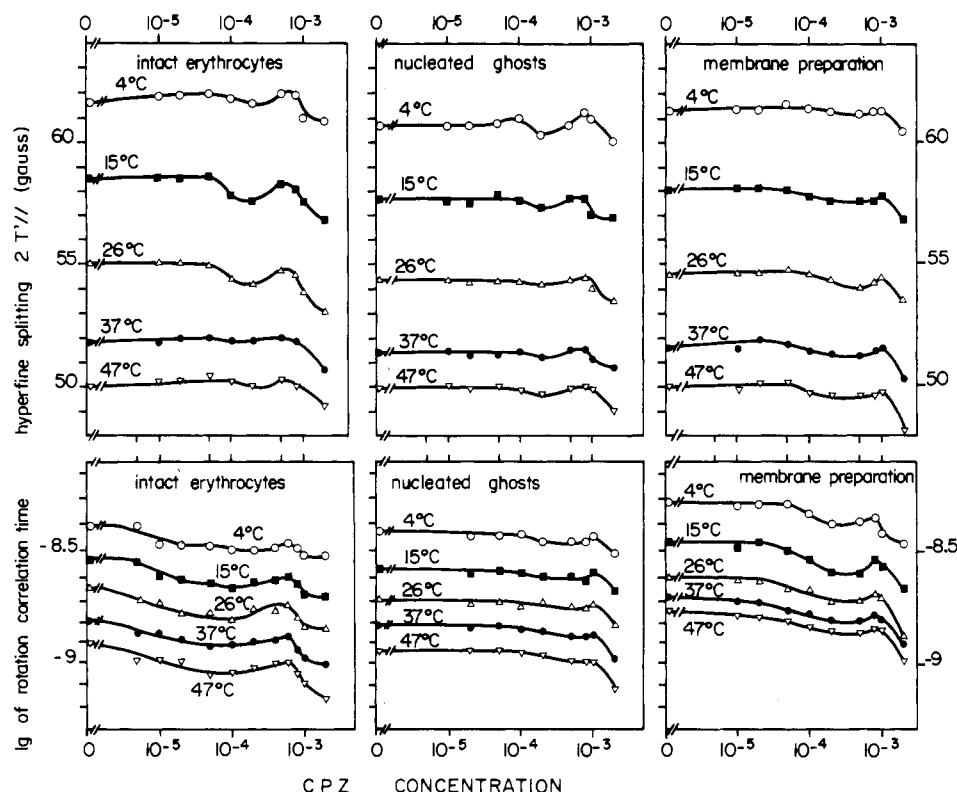 0 10⁻⁵ 10⁻⁴ 10⁻³ 0 10⁻⁵ 10⁻⁴ 10⁻³ 0 10⁻⁵ 10⁻⁴ 10⁻³
intact erythrocytes nucleated ghosts membrane preparation
4°C 4°C 4°C
60 60
15°C 15°C 15°C
26°C 26°C 26°C
55 55
37°C 37°C 37°C
47°C 47°C 47°C
50 50
hyperfine splitting 2 T'// (gauss)
intact erythrocytes nucleated ghosts membrane preparation
4°C 4°C 4°C
-8.5 -8.5
15°C 15°C 15°C
26°C 26°C 26°C
37°C 37°C 37°C
47°C 47°C 47°C
-9 -9
lg of rotation correlation time
0 10⁻⁵ 10⁻⁴ 10⁻³ 0 10⁻⁵ 10⁻⁴ 10⁻³ 0 10⁻⁵ 10⁻⁴ 10⁻³
CPZ CONCENTRATION